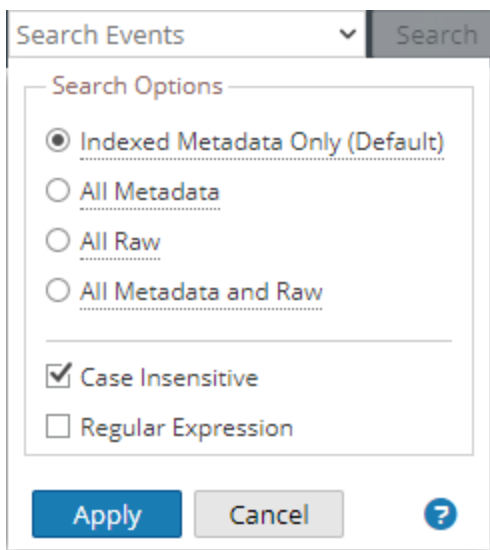 Search Events
Search
Search Options
Indexed Metadata Only (Default)
All Metadata
All Raw
All Metadata and Raw
Case Insensitive
Regular Expression
Apply
Cancel
?